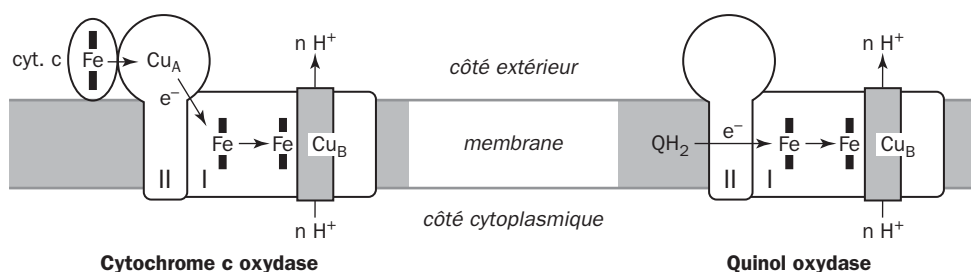 n H⁺
n H⁺
cyt. c
Fe
Cu_A
côté extérieur
e⁻
e⁻
Fe
Fe
Cu_B
membrane
QH₂
Fe
Fe
Cu_B
II
I
II
I
côté cytoplasmique
n H⁺
n H⁺
Cytochrome c oxydase
Quinol oxydase